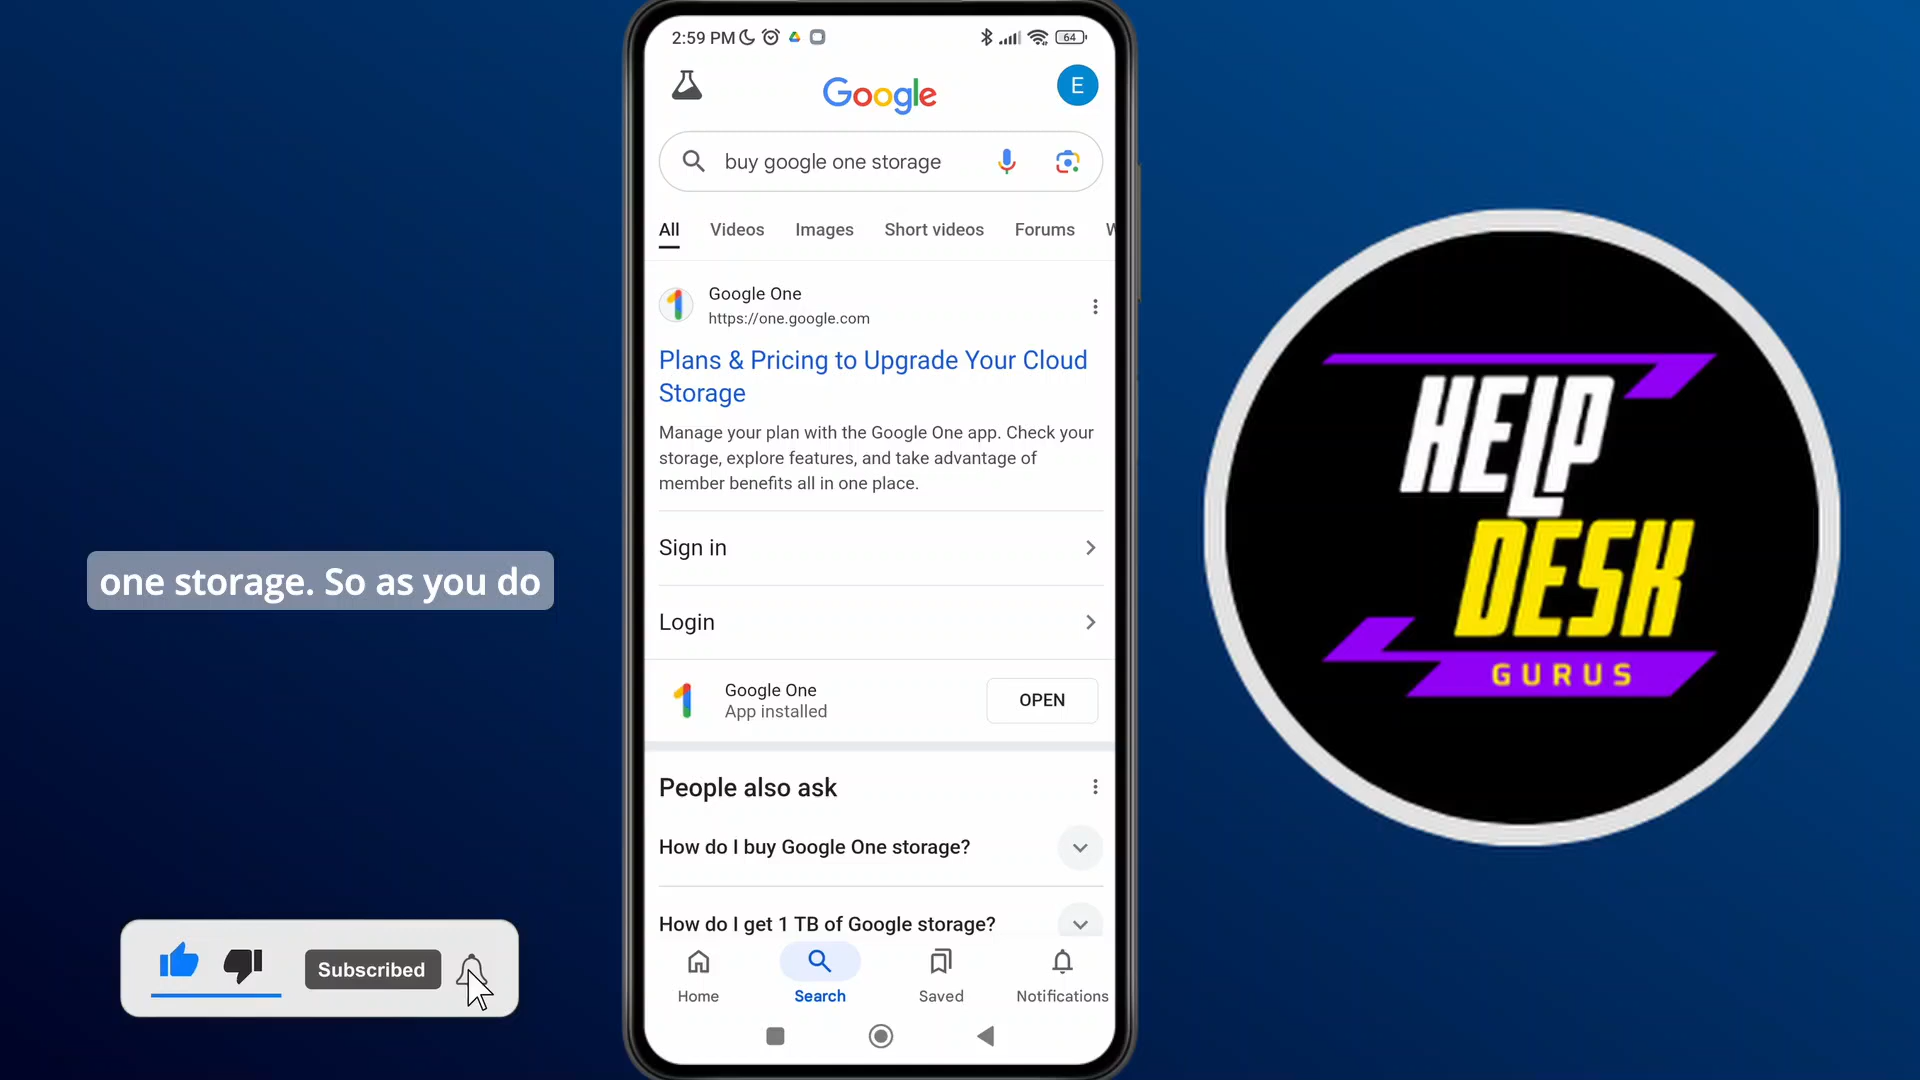 2:59 PM
64
Google
E
buy google one storage
All Videos Images Short videos Forums W
Google One
https://one.google.com
Plans & Pricing to Upgrade Your Cloud
Storage
Manage your plan with the Google One app. Check your
storage, explore features, and take advantage of
member benefits all in one place.
Sign in
Login
Google One
App installed
OPEN
People also ask
How do I buy Google One storage?
How do I get 1 TB of Google storage?
Home Search Saved Notifications
one storage. So as you do
Subscribed
HELP
DESK
GURUS